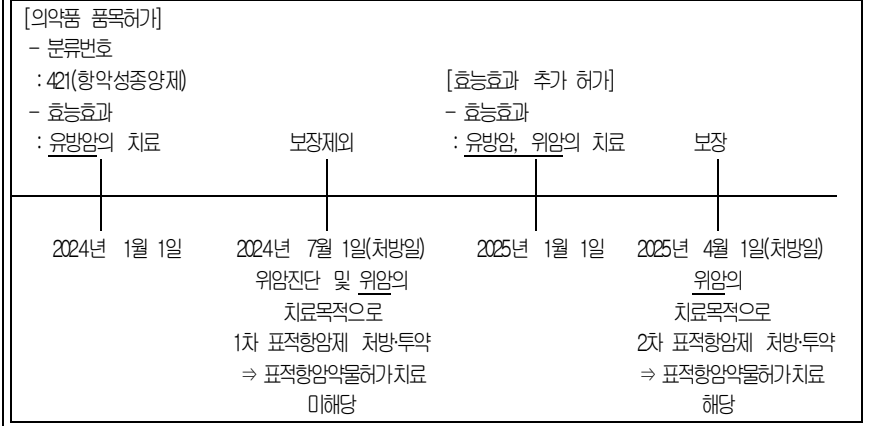 [의약품 품목허가]
- 분류번호
: 421(항악성종양제) [효능효과 추가 허가]
- 효능효과 - 효능효과
: 유방암의 치료 보장제외 : 유방암, 위암의 치료 보장
2024년 1월 1일 2024년 7월 1일(처방일) 2025년 1월 1일 2025년 4월 1일(처방일)
위암진단 및 위암의 위암의
치료목적으로 치료목적으로
1차 표적항암제 처방·투약 2차 표적항암제 처방·투약
⇒ 표적항암약물허가치료 ⇒ 표적항암약물허가치료
미해당 해당